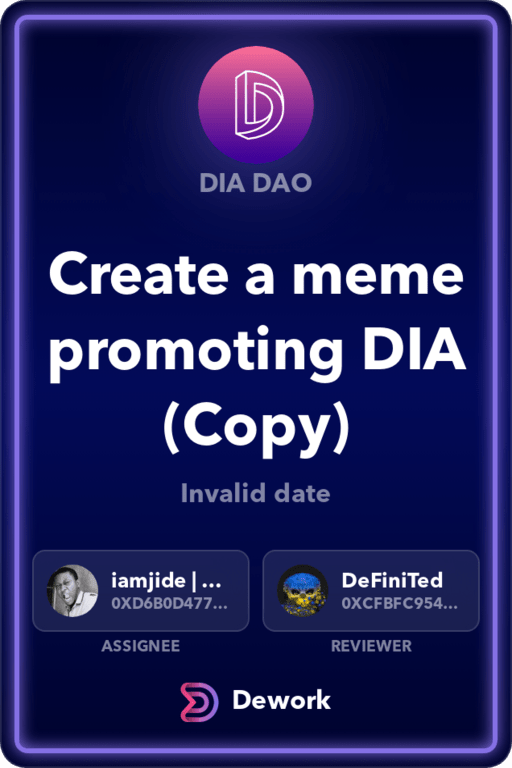 DIA DAO
Create a meme
promoting DIA
(Copy)
Invalid date
iamjide | ...
0XD6B0D477...
ASSIGNEE
DeFiniTed
0XCFBFC954...
REVIEWER
Dework